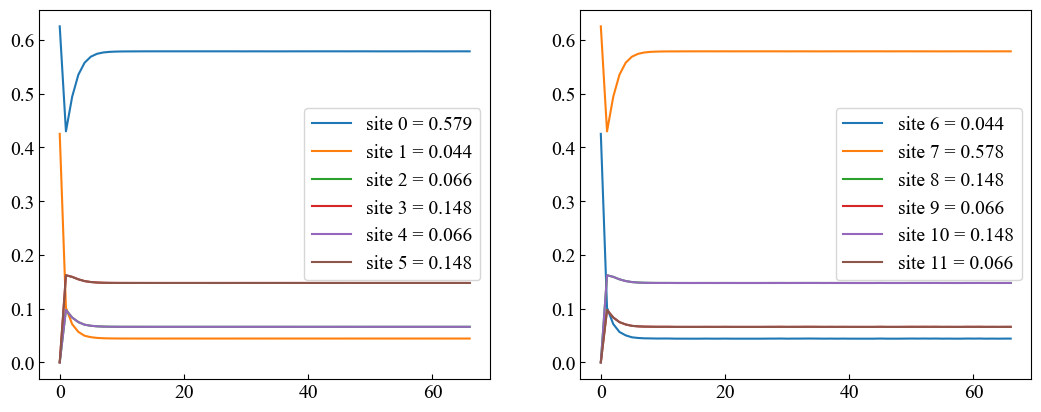 0.6
0.5
0.4
0.3
0.2
0.1
0.0
0 20 40 60
site 0 = 0.579
site 1 = 0.044
site 2 = 0.066
site 3 = 0.148
site 4 = 0.066
site 5 = 0.148
0.6
0.5
0.4
0.3
0.2
0.1
0.0
0 20 40 60
site 6 = 0.044
site 7 = 0.578
site 8 = 0.148
site 9 = 0.066
site 10 = 0.148
site 11 = 0.066